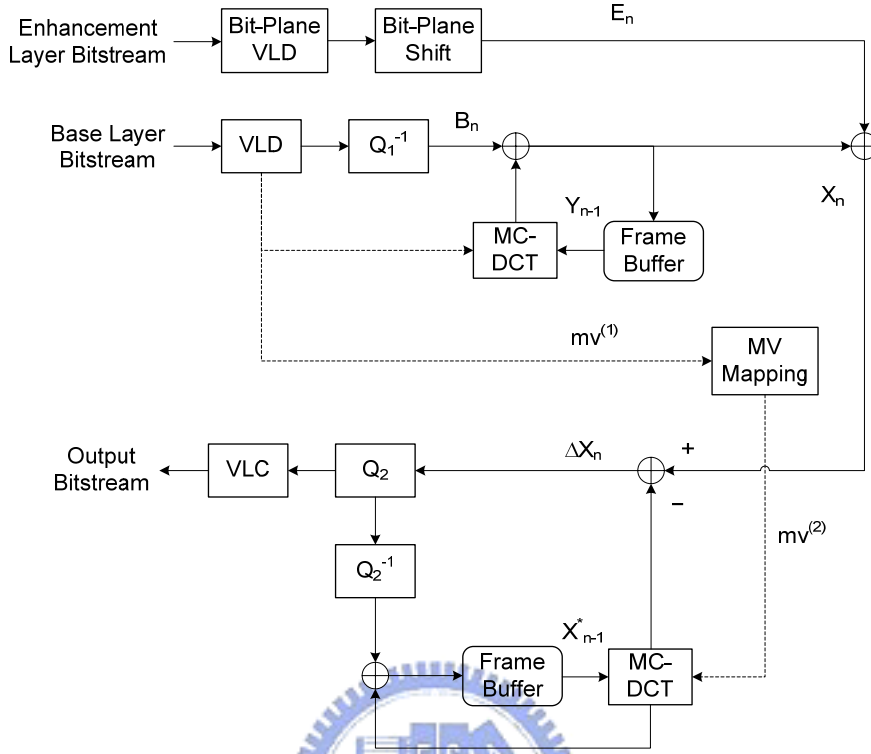 Enhancement
Layer Bitstream
Bit-Plane
VLD
Bit-Plane
Shift
Eₙ
Base Layer
Bitstream
VLD
Q₁⁻¹
Bₙ
Xₙ
Yₙ₋₁
MC-
DCT
Frame
Buffer
mv⁽¹⁾
MV
Mapping
Output
Bitstream
VLC
Q₂
ΔXₙ
+
−
mv⁽²⁾
Q₂⁻¹
Frame
Buffer
X*ₙ₋₁
MC-
DCT